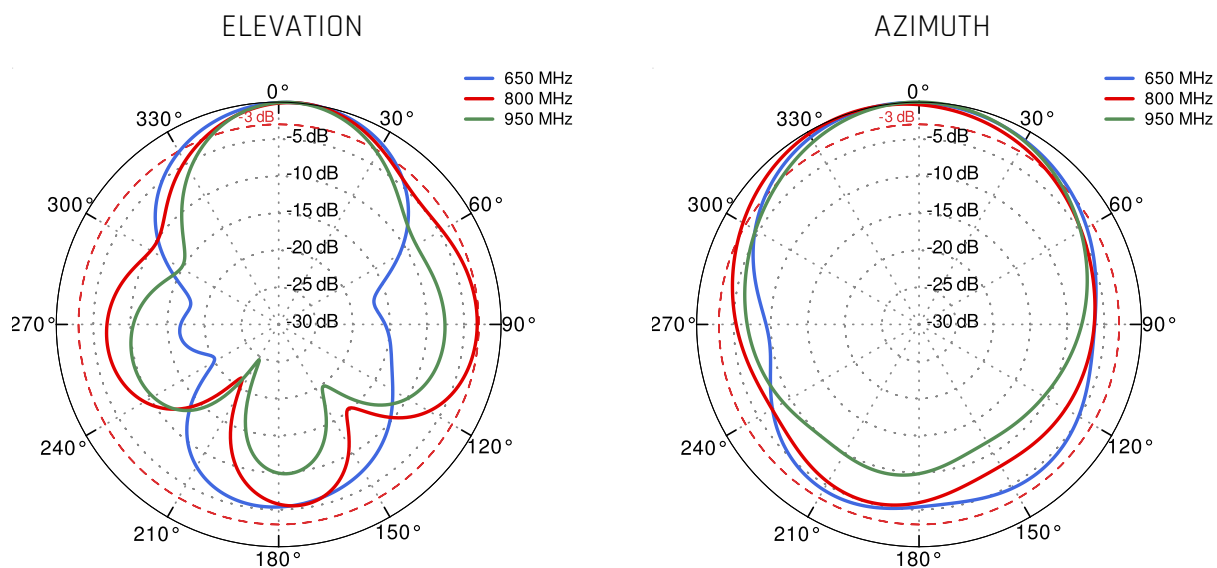 ELEVATION
650 MHz
800 MHz
950 MHz
0°
330°
-3 dB
30°
-5 dB
-10 dB
300°
60°
-15 dB
-20 dB
-25 dB
270°
-30 dB
90°
240°
120°
210°
150°
180°
AZIMUTH
650 MHz
800 MHz
950 MHz
0°
330°
-3 dB
30°
-5 dB
-10 dB
300°
60°
-15 dB
-20 dB
-25 dB
270°
-30 dB
90°
240°
120°
210°
150°
180°